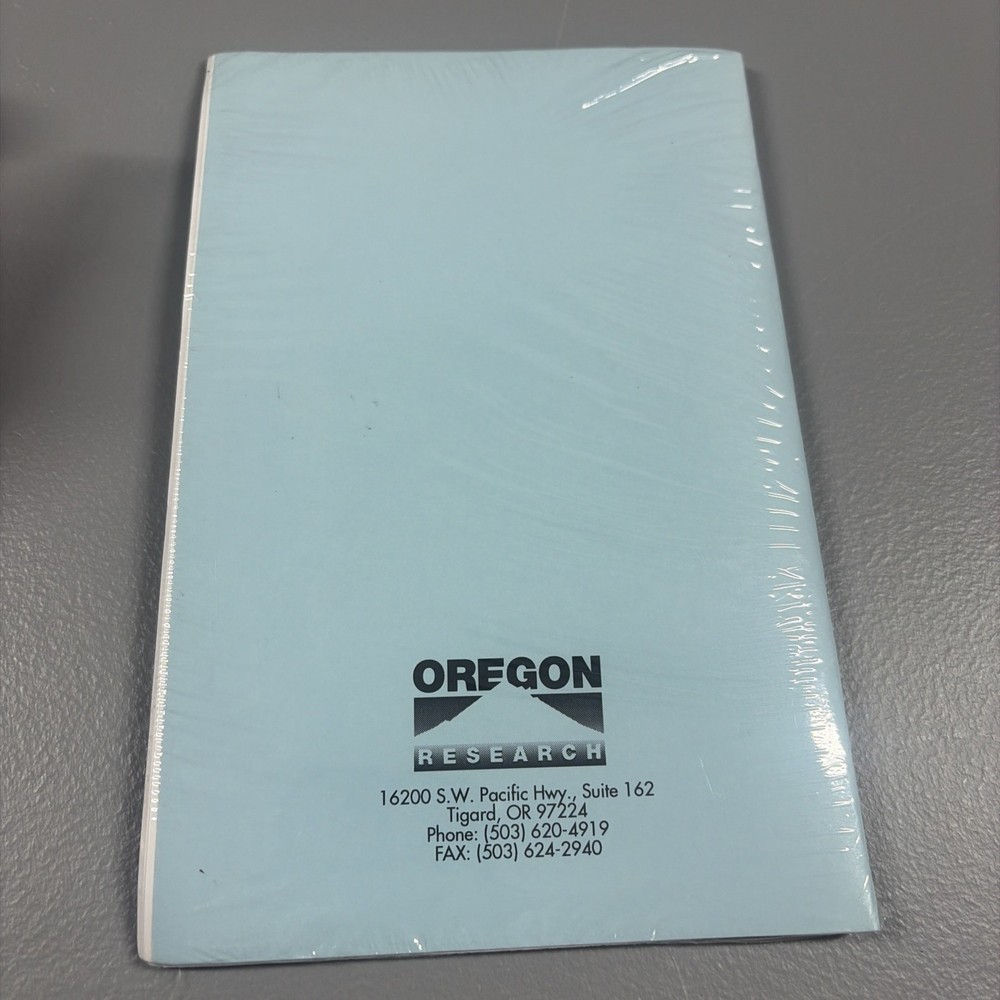 OREGON
RESEARCH
16200 S.W. Pacific Hwy., Suite 162
Tigard, OR 97224
Phone: (503) 620-4919
FAX: (503) 624-2940